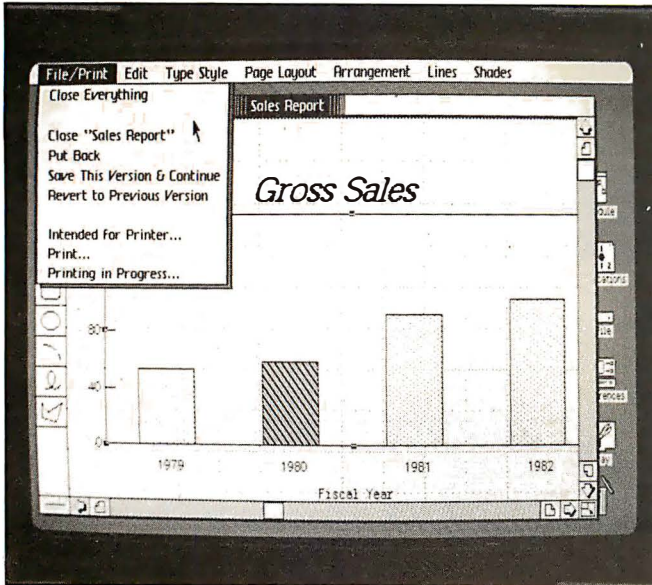 File/Print Edit Type Style Page Layout Arrangement Lines Shades
Close Everything
Close "Sales Report"
Put Back
Save This Version & Continue
Revert to Previous Version
Intended for Printer...
Print...
Printing in Progress...
Sales Report
Gross Sales
80
40
0
1979 1980 1981 1982
Fiscal Year